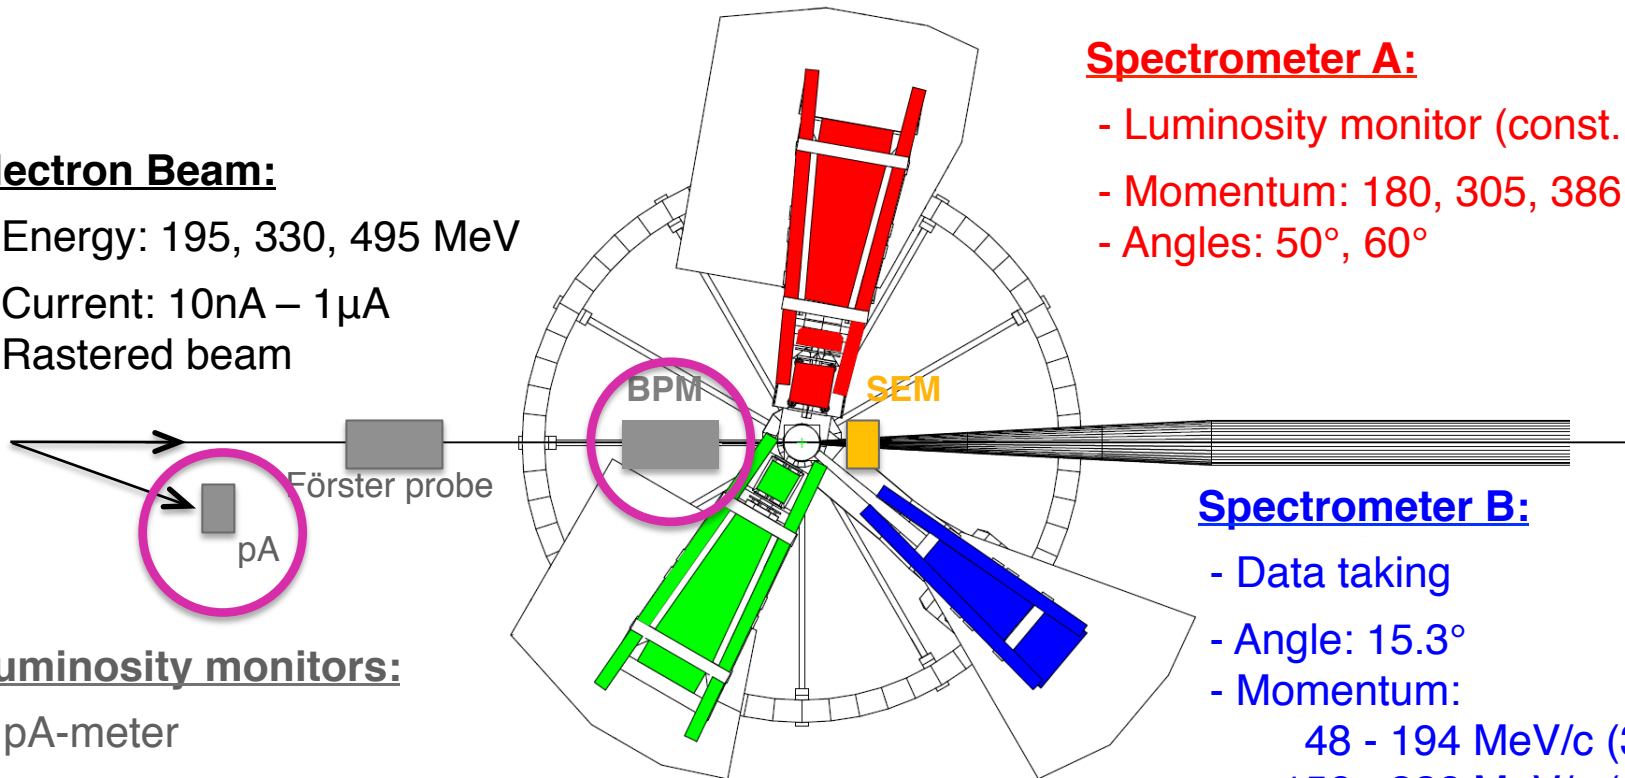 Spectrometer A:
- Luminosity monitor (const.
- Momentum: 180, 305, 386
- Angles: 50°, 60°
lectron Beam:
Energy: 195, 330, 495 MeV
Current: 10nA – 1µA
Rastered beam
BPM
SEM
Förster probe
pA
Spectrometer B:
- Data taking
- Angle: 15.3°
- Momentum:
48 - 194 MeV/c (
uminosity monitors:
pA-meter